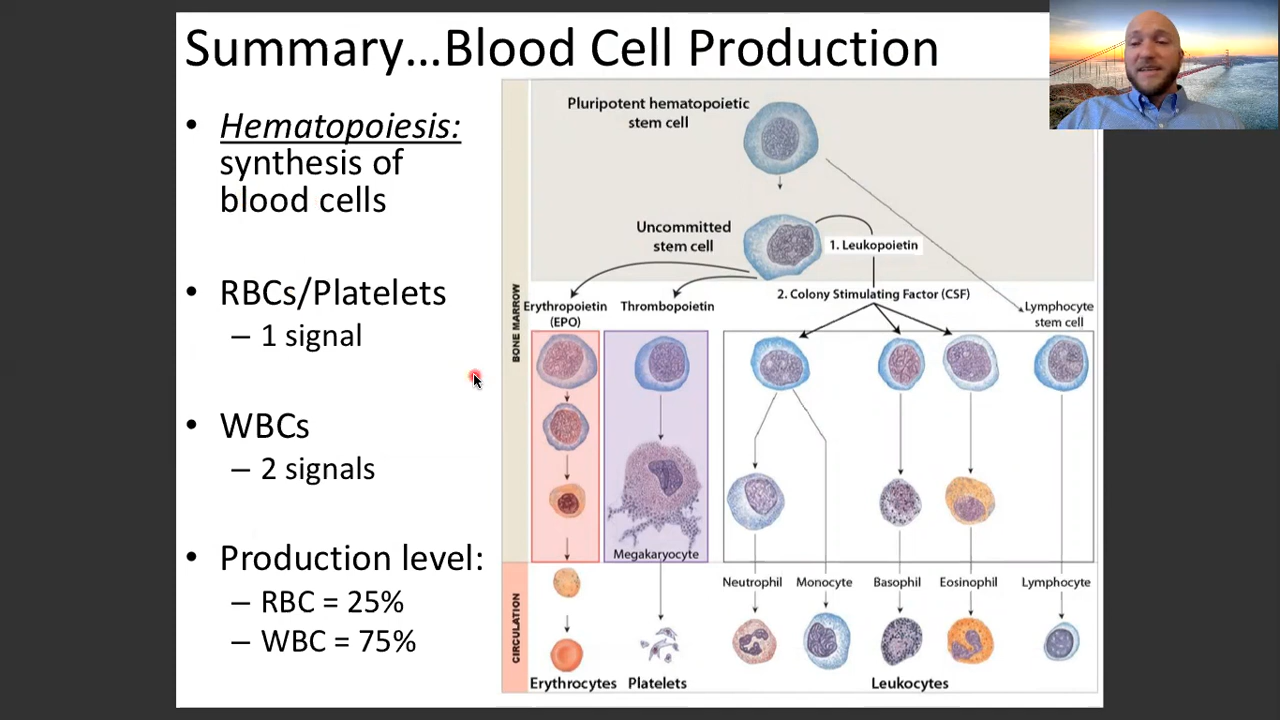 Summary...Blood Cell Production
• Hematopoiesis:
synthesis of
blood cells
• RBCs/Platelets
– 1 signal
• WBCs
– 2 signals
• Production level:
– RBC = 25%
– WBC = 75%
Pluripotent hematopoietic
stem cell
Uncommitted
stem cell
1. Leukopoietin
2. Colony Stimulating Factor (CSF)
Erythropoietin
(EPO)
Thrombopoietin
Lymphocyte
stem cell
BONE MARROW
Megakaryocyte
Neutrophil
Monocyte
Basophil
Eosinophil
Lymphocyte
CIRCULATION
Erythrocytes
Platelets
Leukocytes